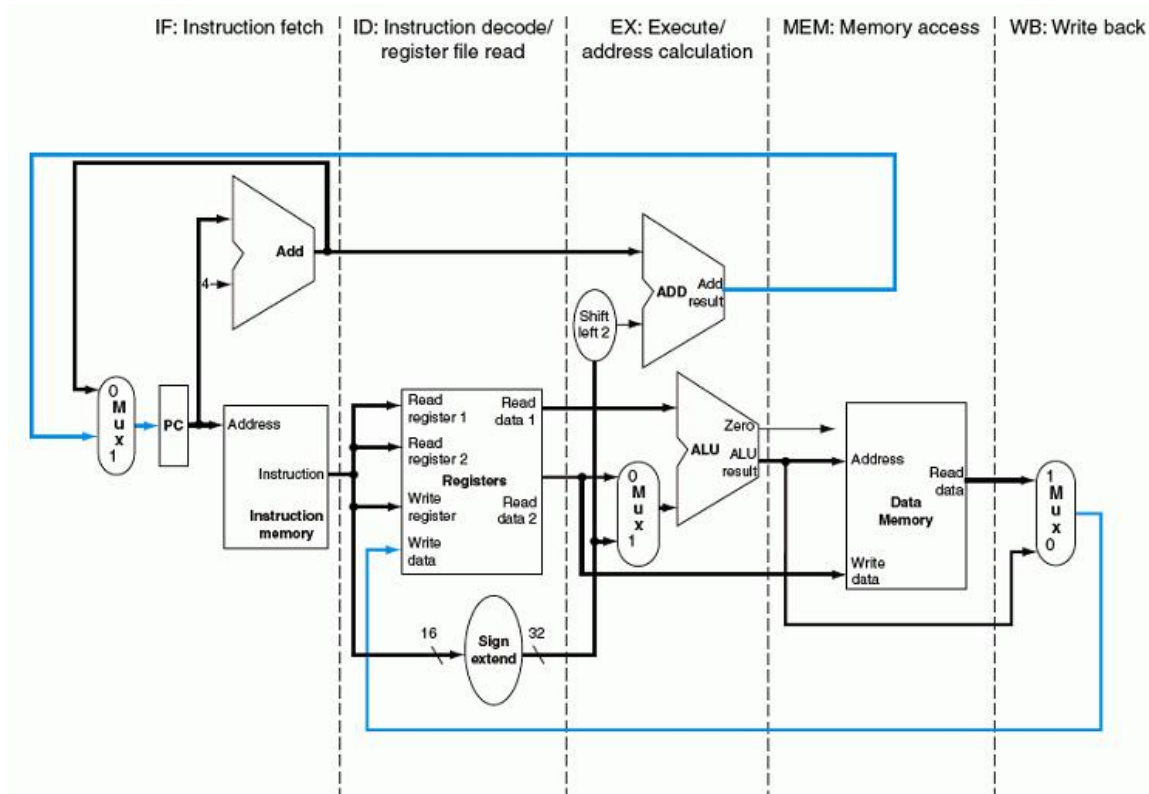 IF: Instruction fetch
ID: Instruction decode/
register file read
EX: Execute/
address calculation
MEM: Memory access
WB: Write back
Add
4
ADD
Add
result
Shift
left 2
0
M
u
x
1
PC
Address
Instruction
Instruction
memory
Read
register 1
Read
register 2
Write
register
Write
data
Registers
Read
data 1
Read
data 2
0
M
u
x
1
Zero
ALU
ALU
result
Address
Read
data
Data
Memory
Write
data
1
M
u
x
0
16
Sign
extend
32